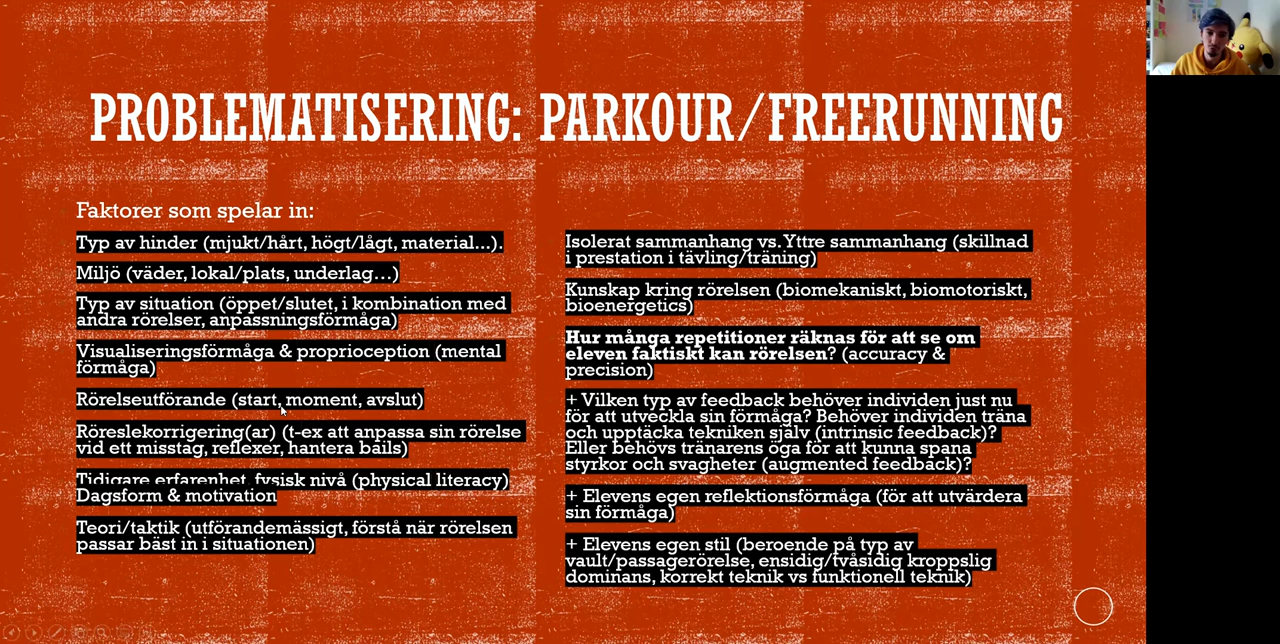 PROBLEMATISERING: PARKOUR/FREERUNNING
Faktorer som spelar in:
Typ av hinder (mjukt/hårt, högt/lågt, material...).
Miljö (väder, lokal/plats, underlag...)
Typ av situation (öppet/slutet, i kombination med
andra rörelser, anpassningsförmåga)
Visualiseringsförmåga & proprioception (mental
förmåga)
Rörelseutförande (start, moment, avslut)
Röreslekorrigering(ar) (t-ex att anpassa sin rörelse
vid ett misstag, reflexer, hantera bails)
Tidigare erfarenhet, fysisk nivå (physical literacy)
Dagsform & motivation
Teori/taktik (utförandemässigt, förstå när rörelsen
passar bäst in i situationen)
Isolerat sammanhang vs. Yttre sammanhang (skillnad
i prestation i tävling/träning)
Kunskap kring rörelsen (biomekaniskt, biomotoriskt,
bioenergetics)
Hur många repetitioner räknas för att se om
eleven faktiskt kan rörelsen? (accuracy &
precision)
+ Vilken typ av feedback behöver individen just nu
för att utveckla sin förmåga? Behöver individen träna
och upptäcka tekniken själv (intrinsic feedback)?
Eller behövs tränarens öga för att kunna spana
styrkor och svagheter (augmented feedback)?
+ Elevens egen reflektionsförmåga (för att utvärdera
sin förmåga)
+ Elevens egen stil (beroende på typ av
vault/passagerörelse, ensidig/tvåsidig kroppslig
dominans, korrekt teknik vs funktionell teknik)